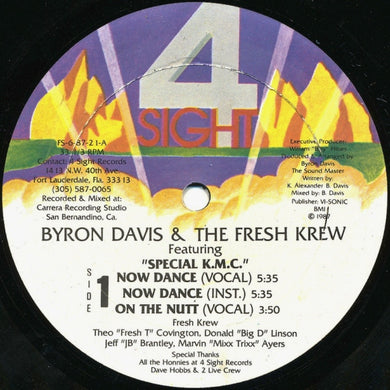 4
SIGHT
FS-6-87-21-A
33 1/3 RPM
Contact: 4 Sight Records
1413 N.W. 40th Ave.
Fort Lauderdale, Fla. 33313
(305) 587-0065
Recorded & Mixed at:
Carrera Recording Studio
San Bernandino, Ca.
Executive Producer:
Produced & Arranged by
Byron Davis
The Sound Master
Written by:
K. Alexander B. Davis
Mixed by B. Davis
Publisher: VI-SONIC
BMI
© 1987
BYRON DAVIS & THE FRESH KREW
Featuring
"SPECIAL K.M.C."
SIDE 1
NOW DANCE (VOCAL) 5:35
NOW DANCE (INST.) 5:35
ON THE NUTT (VOCAL) 3:50
Fresh Krew
Theo "Fresh T" Covington, Donald "Big D" Linson
Jeff "JB" Brantley, Marvin "Mixx Trixx" Ayers
Special Thanks
All the Honnies at 4 Sight Records
Dave Hobbs & 2 Live Crew